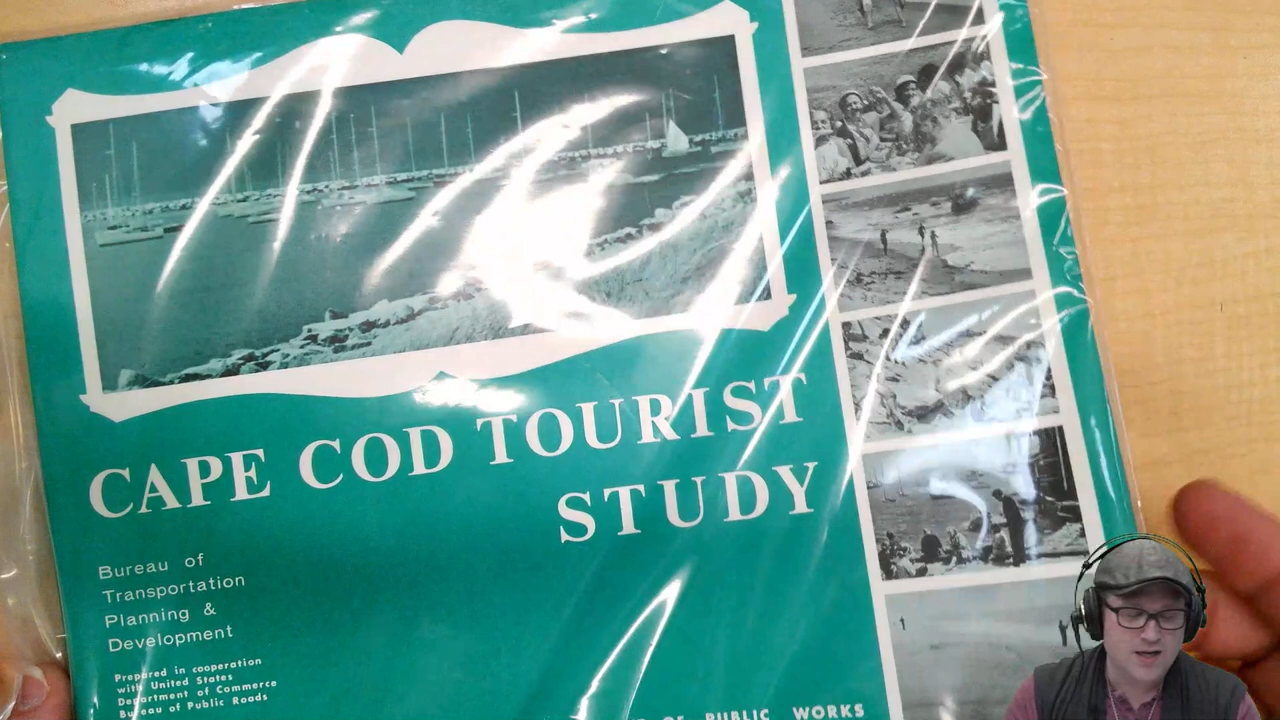 CAPE COD TOURIST
STUDY
Bureau of
Transportation
Planning &
Development
Prepared in cooperation
with United States
Department of Commerce
Bureau of Public Roads
OF PUBLIC WORKS